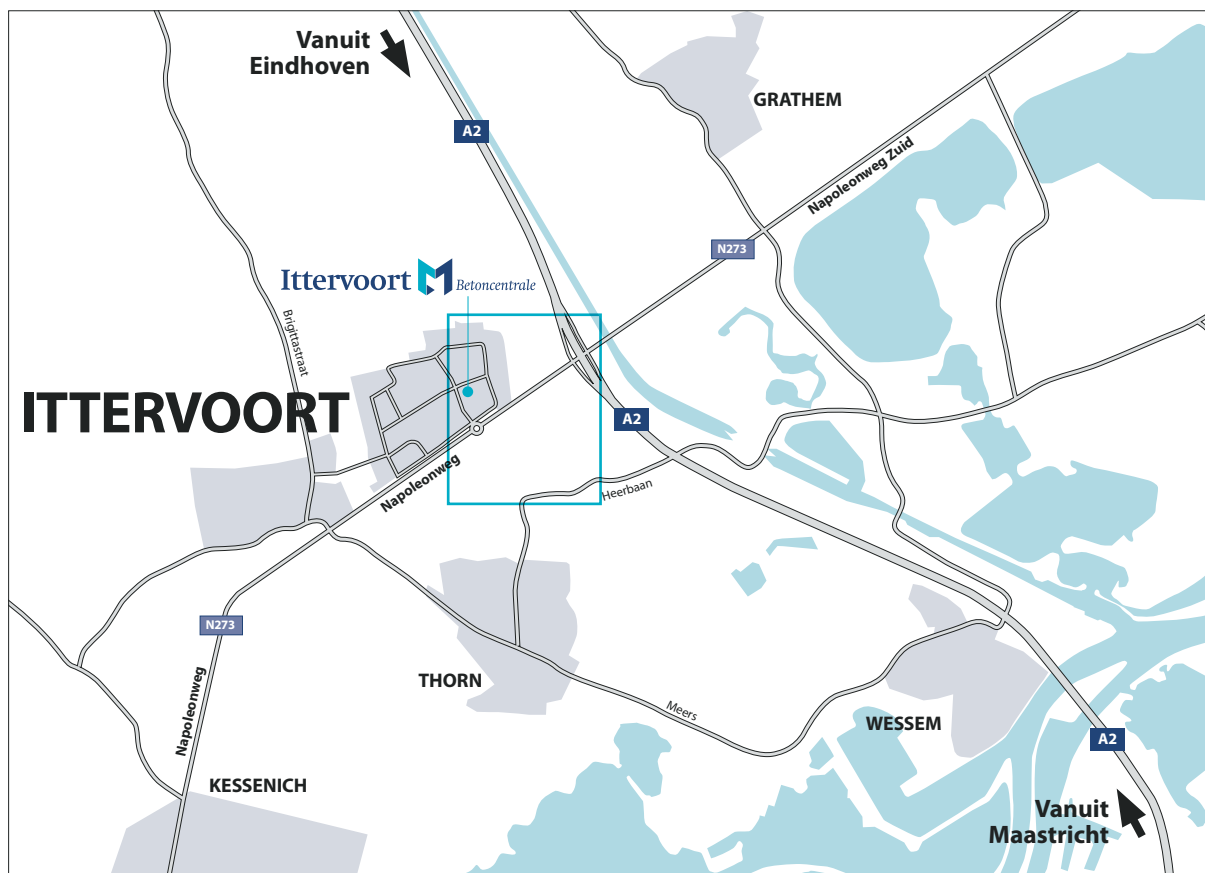 Vanuit
Eindhoven
A2
GRATHEM
Napoleonweg Zuid
N273
Ittervoort
Betoncentrale
Brigittastraat
ITTERVOORT
A2
Napoleonweg
Heerbaan
N273
THORN
Napoleonweg
Meers
WESSEM
A2
KESSENICH
Vanuit
Maastricht